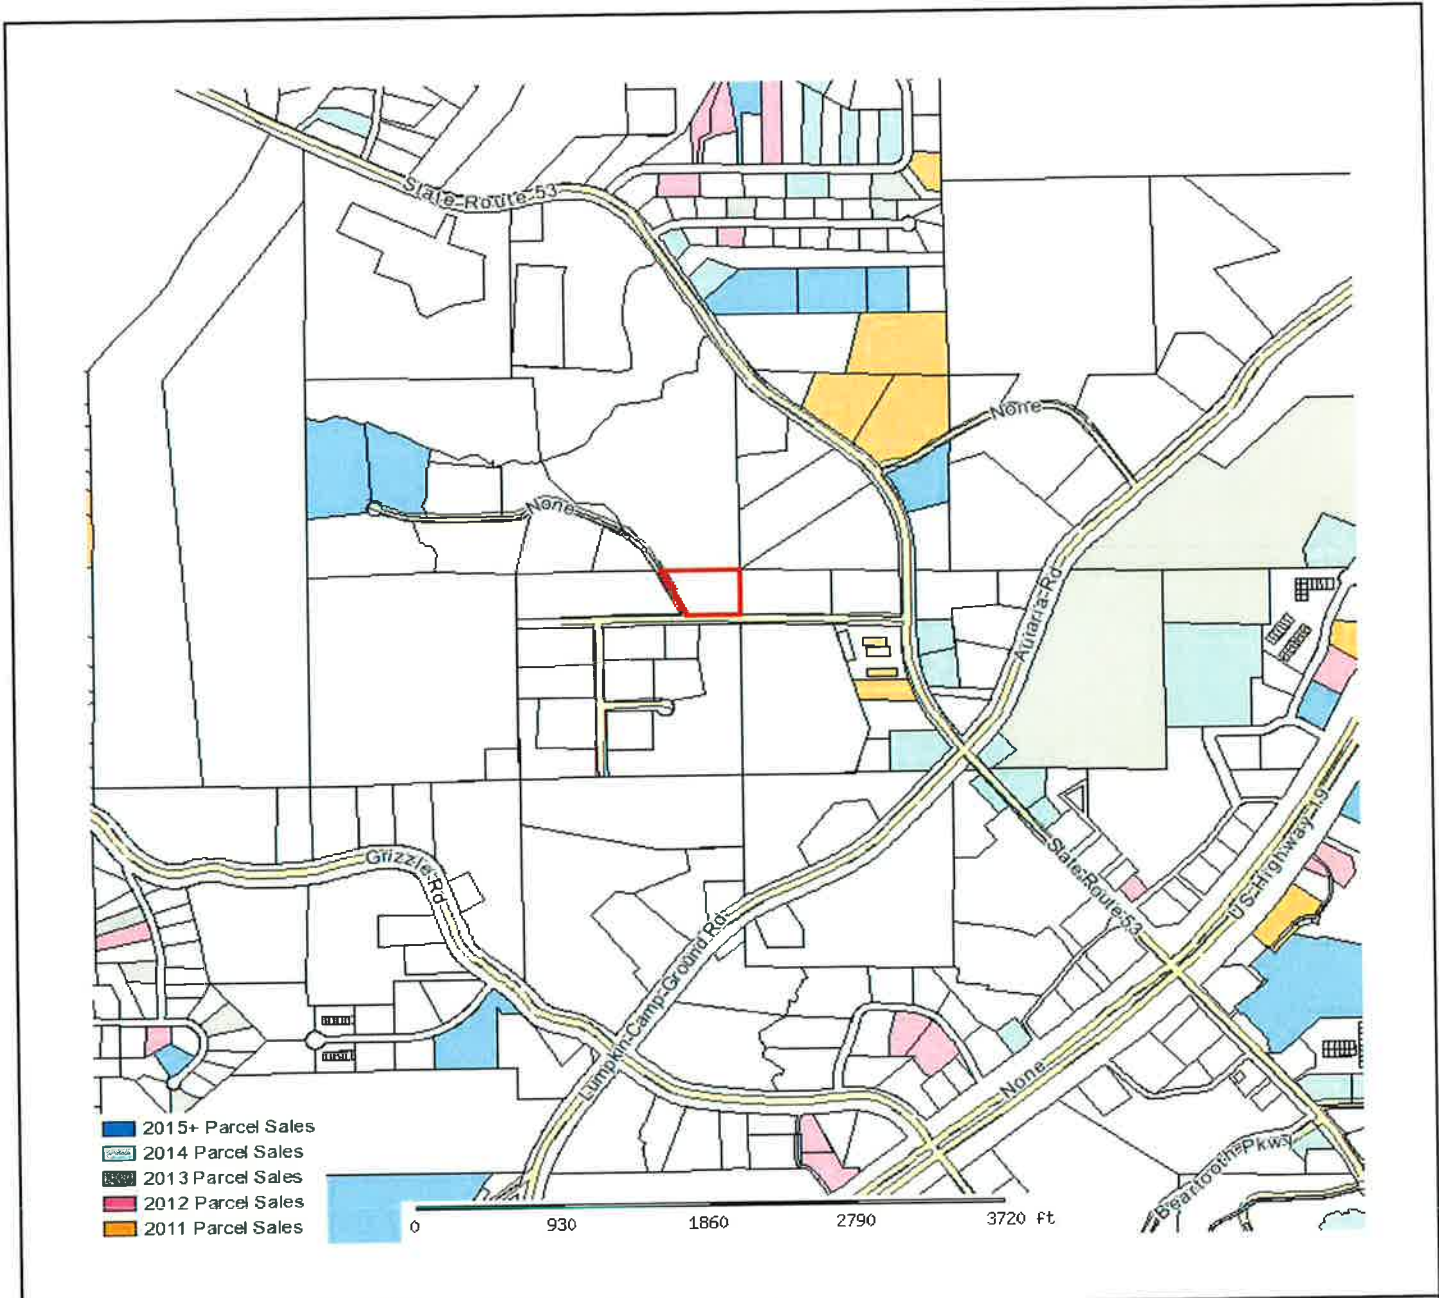 State-Route-53
None
None
Auraria-Rd
Grizzle-Rd
State-Route-53
US-Highway-19
Lumpkin-Camp-Ground-Rd
None
Beartooth-Pkwy
2015+ Parcel Sales
2014 Parcel Sales
2013 Parcel Sales
2012 Parcel Sales
2011 Parcel Sales
0 930 1860 2790 3720 ft